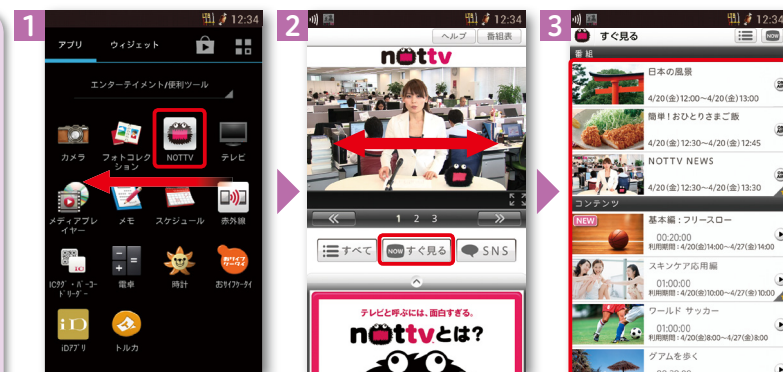 1
12:34
アプリ
ウィジェット
エンターテイメント/便利ツール
カメラ
フォトコレクション
NOTTV
テレビ
メディアプレイヤー
メモ
スケジュール
赤外線
ICタグ・バーコードリーダー
電卓
時計
おサイフケータイ
iD
iDアプリ
トルカ
2
12:34
ヘルプ
番組表
nottv
1 2 3
すべて
NOW すぐ見る
SNS
テレビと呼ぶには、面白すぎる。
nottvとは?
3
12:34
すぐ見る
NOW
番組
日本の風景
4/20(金)12:00~4/20(金)13:00
簡単!おひとりさまご飯
4/20(金)12:30~4/20(金)12:45
NOTTV NEWS
4/20(金)12:30~4/20(金)13:30
コンテンツ
NEW
基本編:フリースロー
00:20:00
利用期間:4/20(金)14:00~4/27(金)14:00
スキンケア応用編
01:00:00
利用期間:4/20(金)10:00~4/27(金)10:00
ワールド サッカー
01:00:00
利用期間:4/20(金)8:00~4/27(金)8:00
グアムを歩く